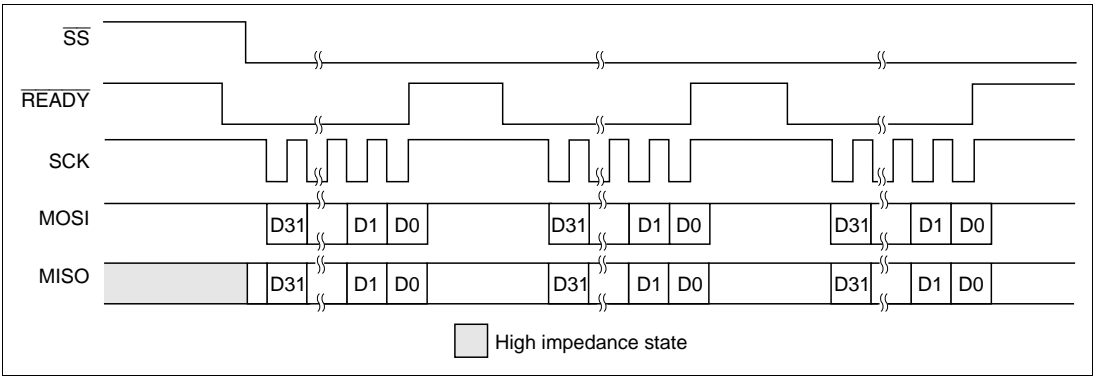 SS
READY
SCK
MOSI D31 D1 D0 D31 D1 D0 D31 D1 D0
MISO D31 D1 D0 D31 D1 D0 D31 D1 D0
High impedance state